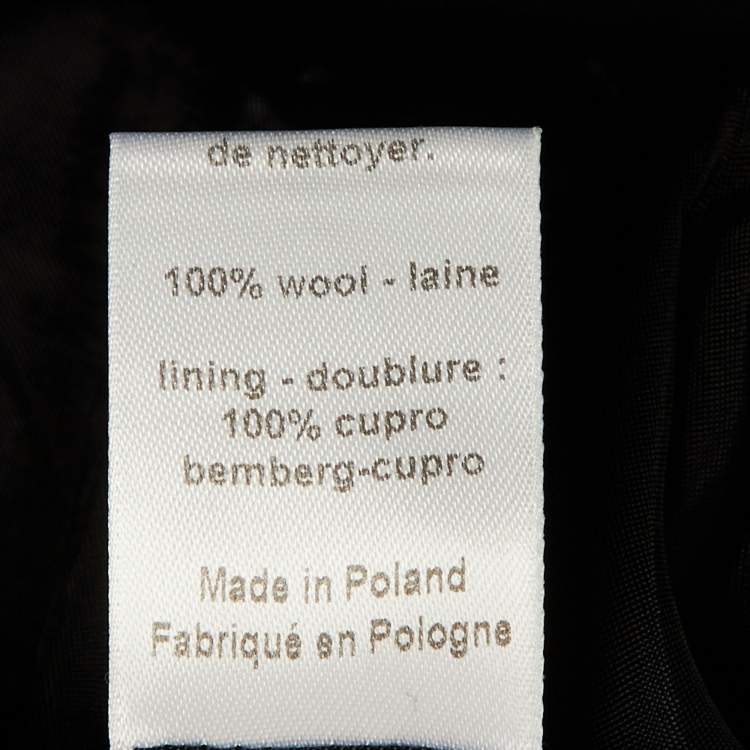 de nettoyer.
100% wool - laine
lining - doublure :
100% cupro
bemberg-cupro
Made in Poland
Fabriqué en Pologne